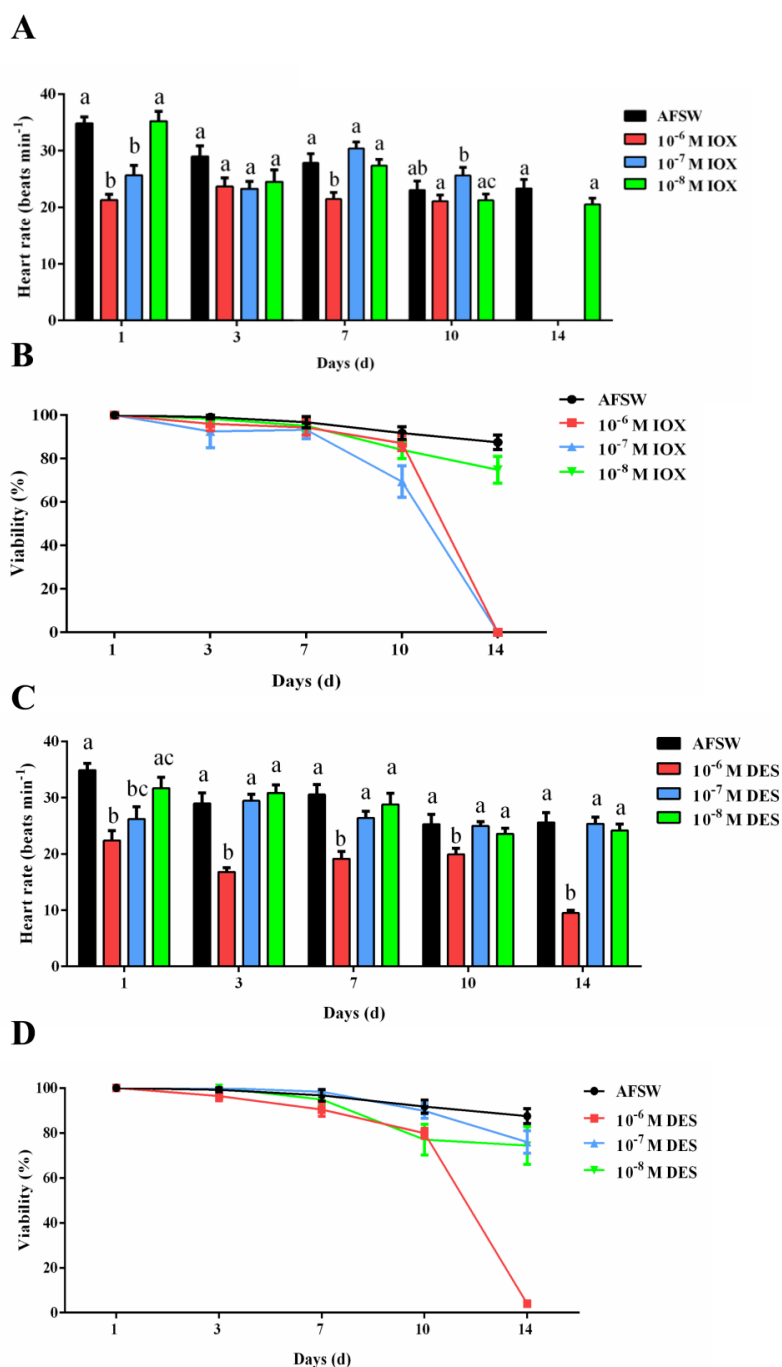 A
Heart rate (beats min⁻¹)
40
30
20
10
0
a b b a
a a a a
a b a a
ab a b ac
a a
1 3 7 10 14
Days (d)
AFSW
10⁻⁶ M IOX
10⁻⁷ M IOX
10⁻⁸ M IOX
B
Viability (%)
100
80
60
40
20
0
1 3 7 10 14
Days (d)
AFSW
10⁻⁶ M IOX
10⁻⁷ M IOX
10⁻⁸ M IOX
C
Heart rate (beats min⁻¹)
40
30
20
10
0
a b bc ac
a b a a
a b a a
a b a a
a b a a
1 3 7 10 14
Days (d)
AFSW
10⁻⁶ M DES
10⁻⁷ M DES
10⁻⁸ M DES
D
Viability (%)
100
80
60
40
20
0
1 3 7 10 14
Days (d)
AFSW
10⁻⁶ M DES
10⁻⁷ M DES
10⁻⁸ M DES